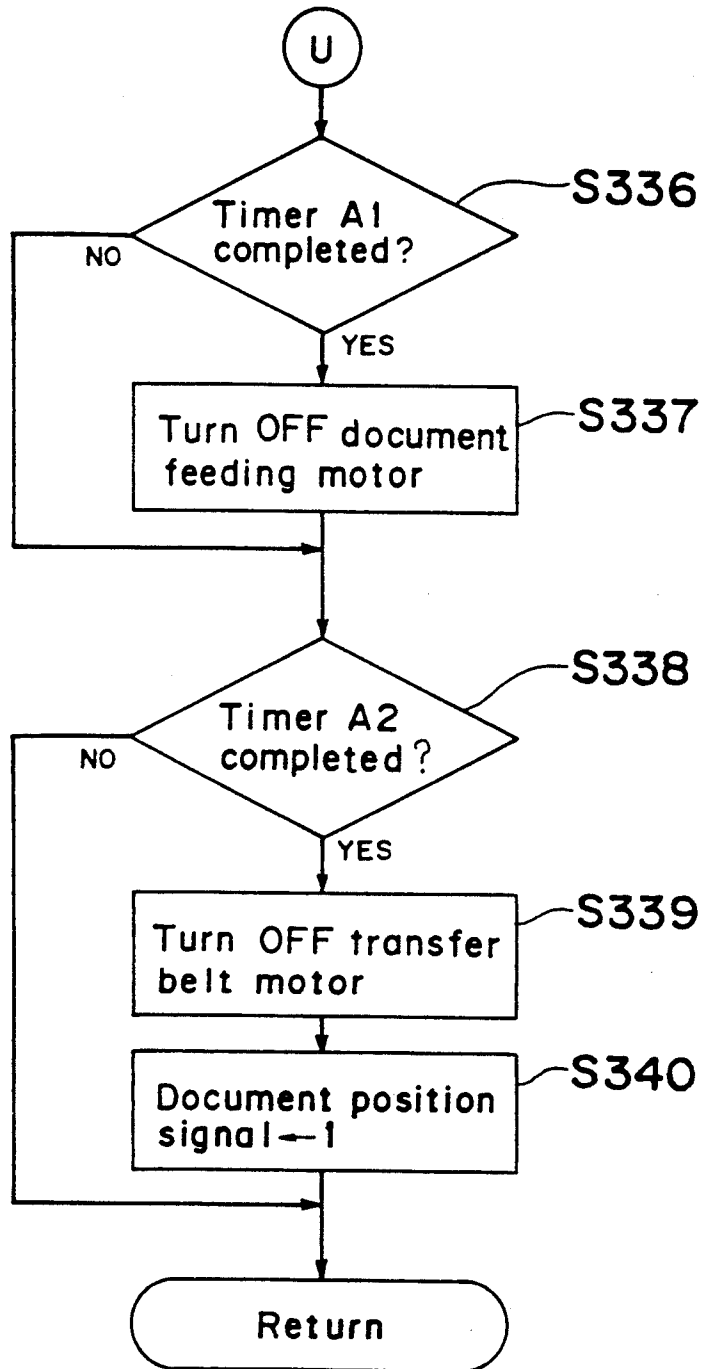 U
Timer A1
completed?
S336
NO
YES
Turn OFF document
feeding motor
S337
Timer A2
completed?
S338
NO
YES
Turn OFF transfer
belt motor
S339
Document position
signal←1
S340
Return